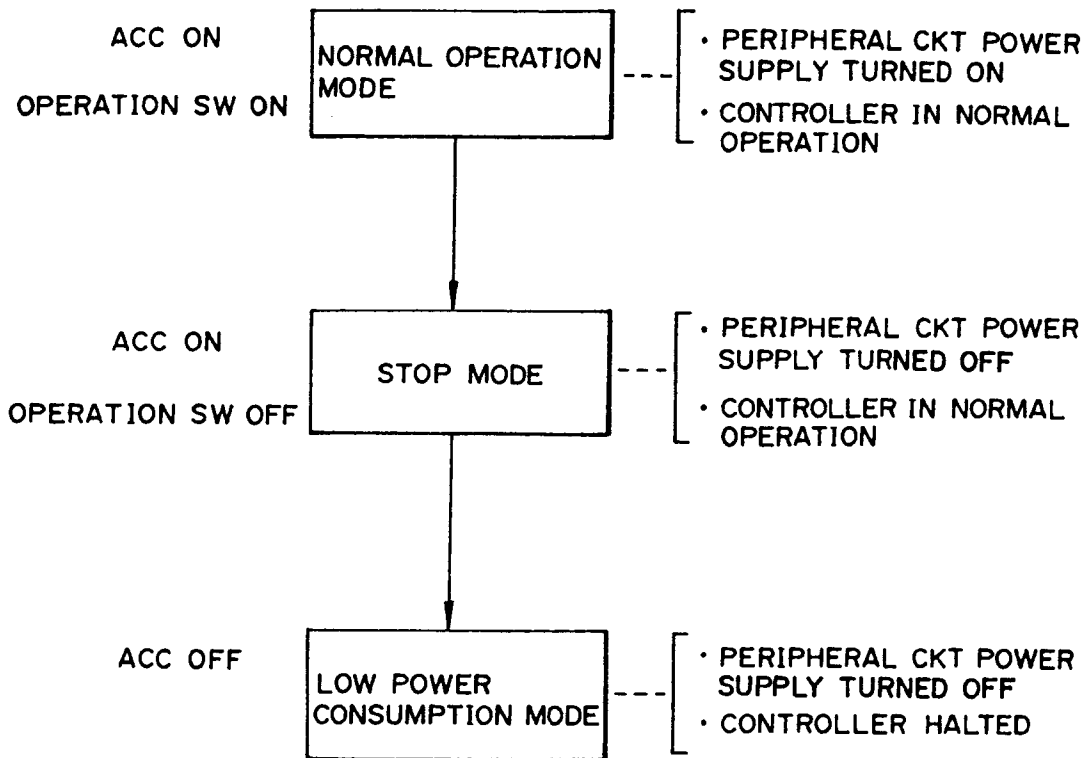 ACC ON
OPERATION SW ON
NORMAL OPERATION
MODE
· PERIPHERAL CKT POWER
SUPPLY TURNED ON
· CONTROLLER IN NORMAL
OPERATION
ACC ON
OPERATION SW OFF
STOP MODE
· PERIPHERAL CKT POWER
SUPPLY TURNED OFF
· CONTROLLER IN NORMAL
OPERATION
ACC OFF
LOW POWER
CONSUMPTION MODE
· PERIPHERAL CKT POWER
SUPPLY TURNED OFF
· CONTROLLER HALTED